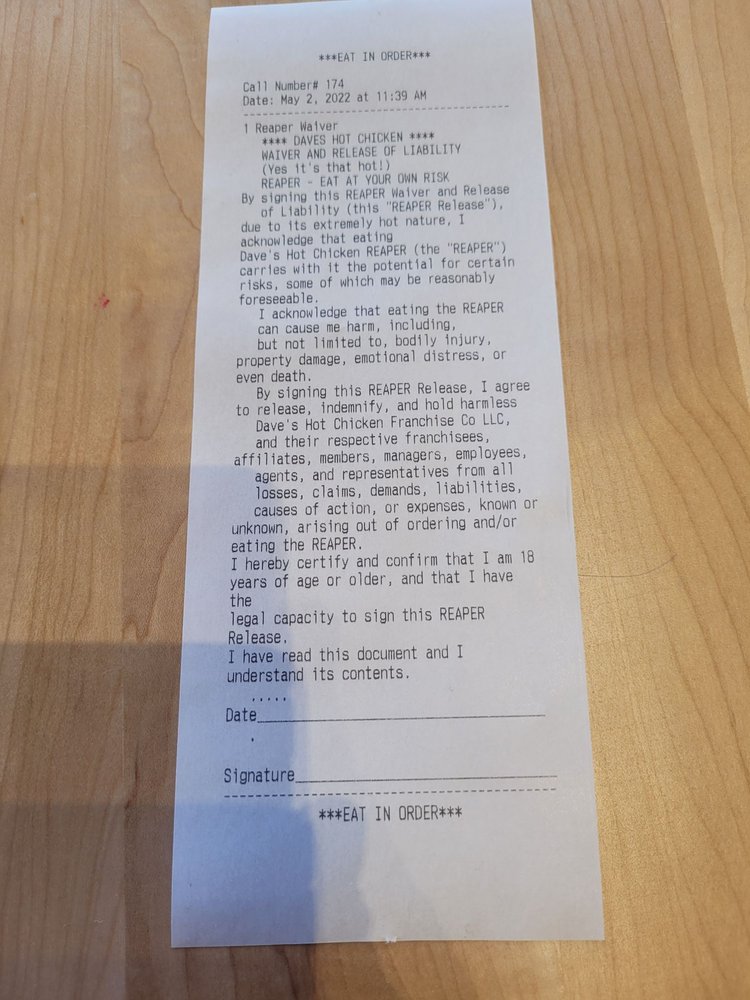 ***EAT IN ORDER***
Call Number# 174
Date: May 2, 2022 at 11:39 AM
--------------------------------------
1 Reaper Waiver
**** DAVES HOT CHICKEN ****
WAIVER AND RELEASE OF LIABILITY
(Yes it's that hot!)
REAPER - EAT AT YOUR OWN RISK
By signing this REAPER Waiver and Release
of Liability (this "REAPER Release"),
due to its extremely hot nature, I
acknowledge that eating
Dave's Hot Chicken REAPER (the "REAPER")
carries with it the potential for certain
risks, some of which may be reasonably
foreseeable.
I acknowledge that eating the REAPER
can cause me harm, including,
but not limited to, bodily injury,
property damage, emotional distress, or
even death.
By signing this REAPER Release, I agree
to release, indemnify, and hold harmless
Dave's Hot Chicken Franchise Co LLC,
and their respective franchisees,
affiliates, members, managers, employees,
agents, and representatives from all
losses, claims, demands, liabilities,
causes of action, or expenses, known or
unknown, arising out of ordering and/or
eating the REAPER.
I hereby certify and confirm that I am 18
years of age or older, and that I have
the
legal capacity to sign this REAPER
Release.
I have read this document and I
understand its contents.
.....
Date______________________________
.
Signature______________________________
--------------------------------------
***EAT IN ORDER***